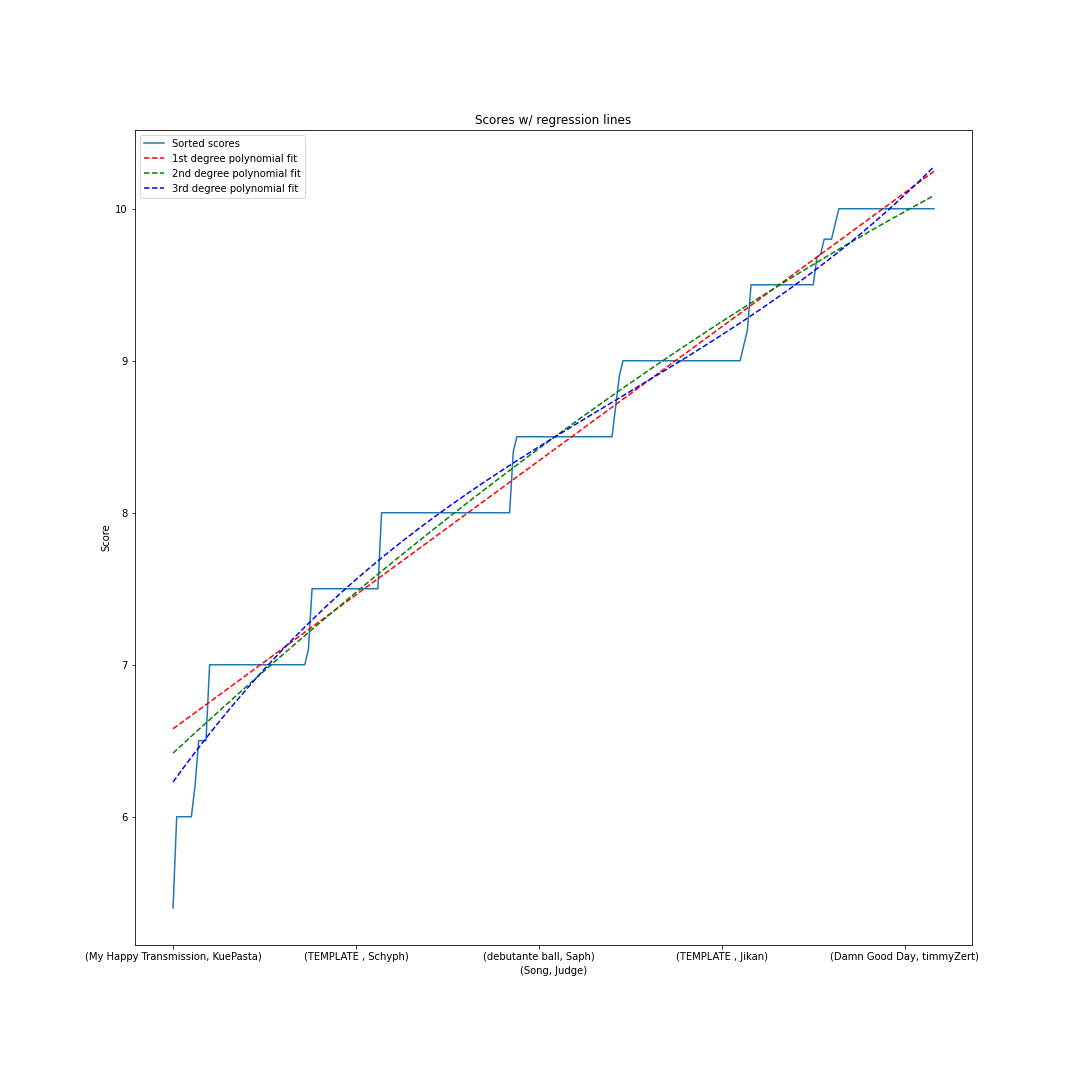 Scores w/ regression lines
Sorted scores
1st degree polynomial fit
2nd degree polynomial fit
3rd degree polynomial fit
10
9
8
7
6
Score
(My Happy Transmission, KuePasta) (TEMPLATE , Schyph) (debutante ball, Saph) (TEMPLATE , Jikan) (Damn Good Day, timmyZert)
(Song, Judge)